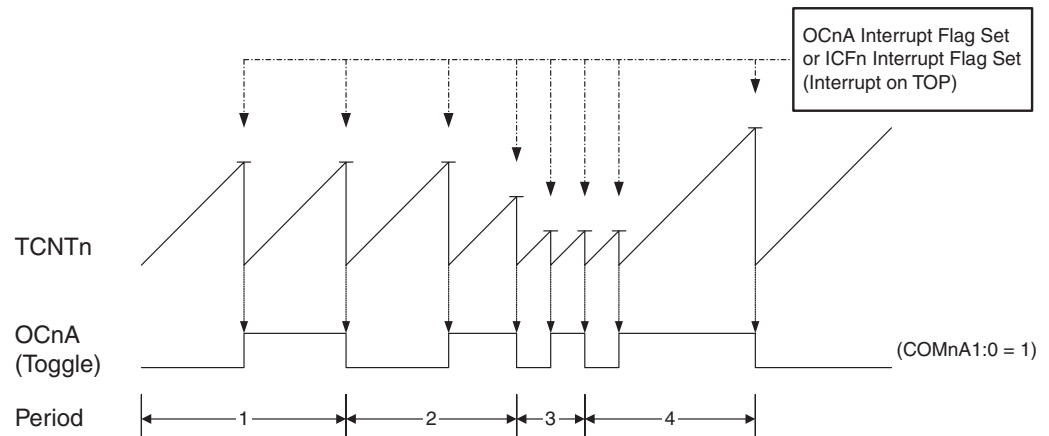 OCnA Interrupt Flag Set
or ICFn Interrupt Flag Set
(Interrupt on TOP)
TCNTn
OCnA
(Toggle)
(COMnA1:0 = 1)
Period
1
2
3
4